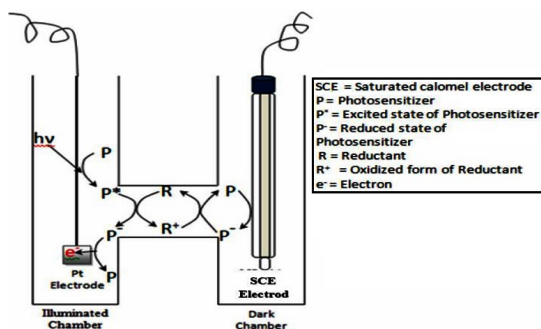 SCE = Saturated calomel electrode
P = Photosensitizer
P* = Excited state of Photosensitizer
P- = Reduced state of
Photosensitizer
R = Reductant
R+ = Oxidized form of Reductant
e- = Electron
hν
P
P*
R
P
P-
R+
P-
e-
P
Pt
Electrode
SCE
Electrod
Illuminated
Chamber
Dark
Chamber